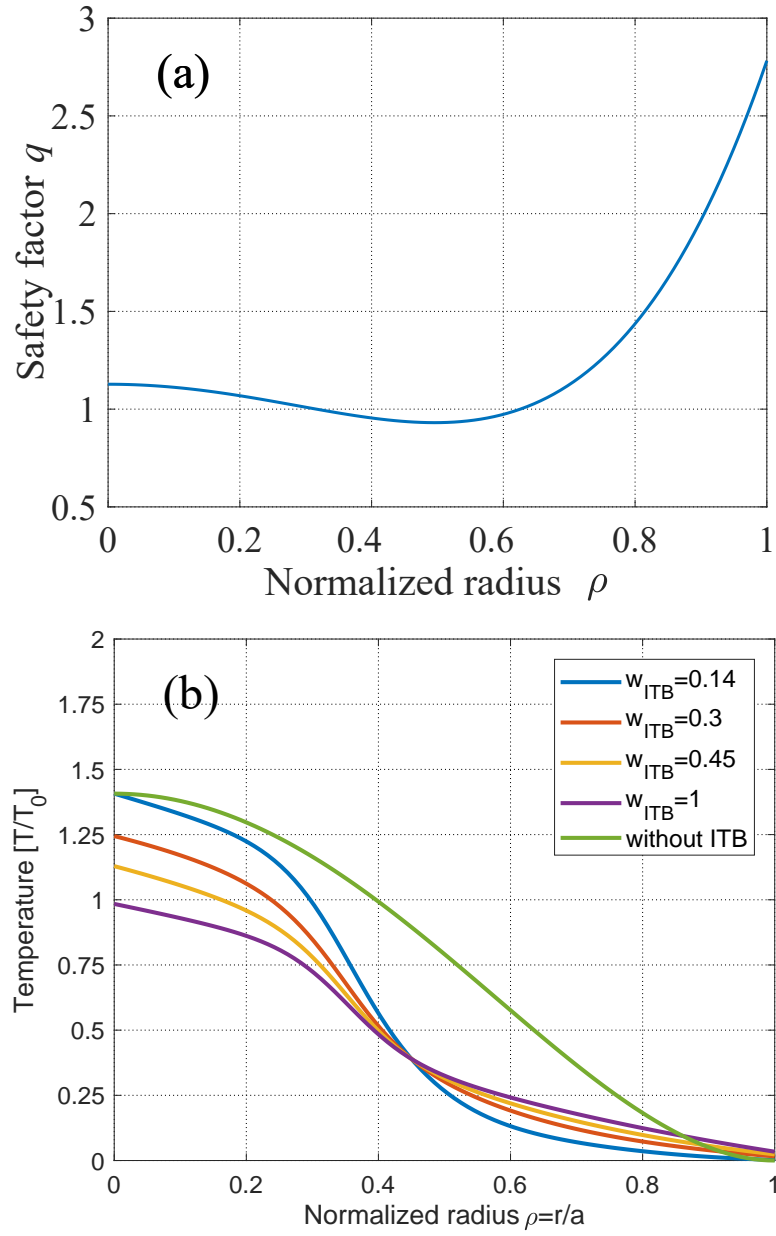 (a)
Safety factor q
3
2.5
2
1.5
1
0.5
0 0.2 0.4 0.6 0.8 1
Normalized radius ρ
(b)
Temperature [T/T0]
2
1.75
1.5
1.25
1
0.75
0.5
0.25
0
w_ITB=0.14
w_ITB=0.3
w_ITB=0.45
w_ITB=1
without ITB
0 0.2 0.4 0.6 0.8 1
Normalized radius ρ=r/a